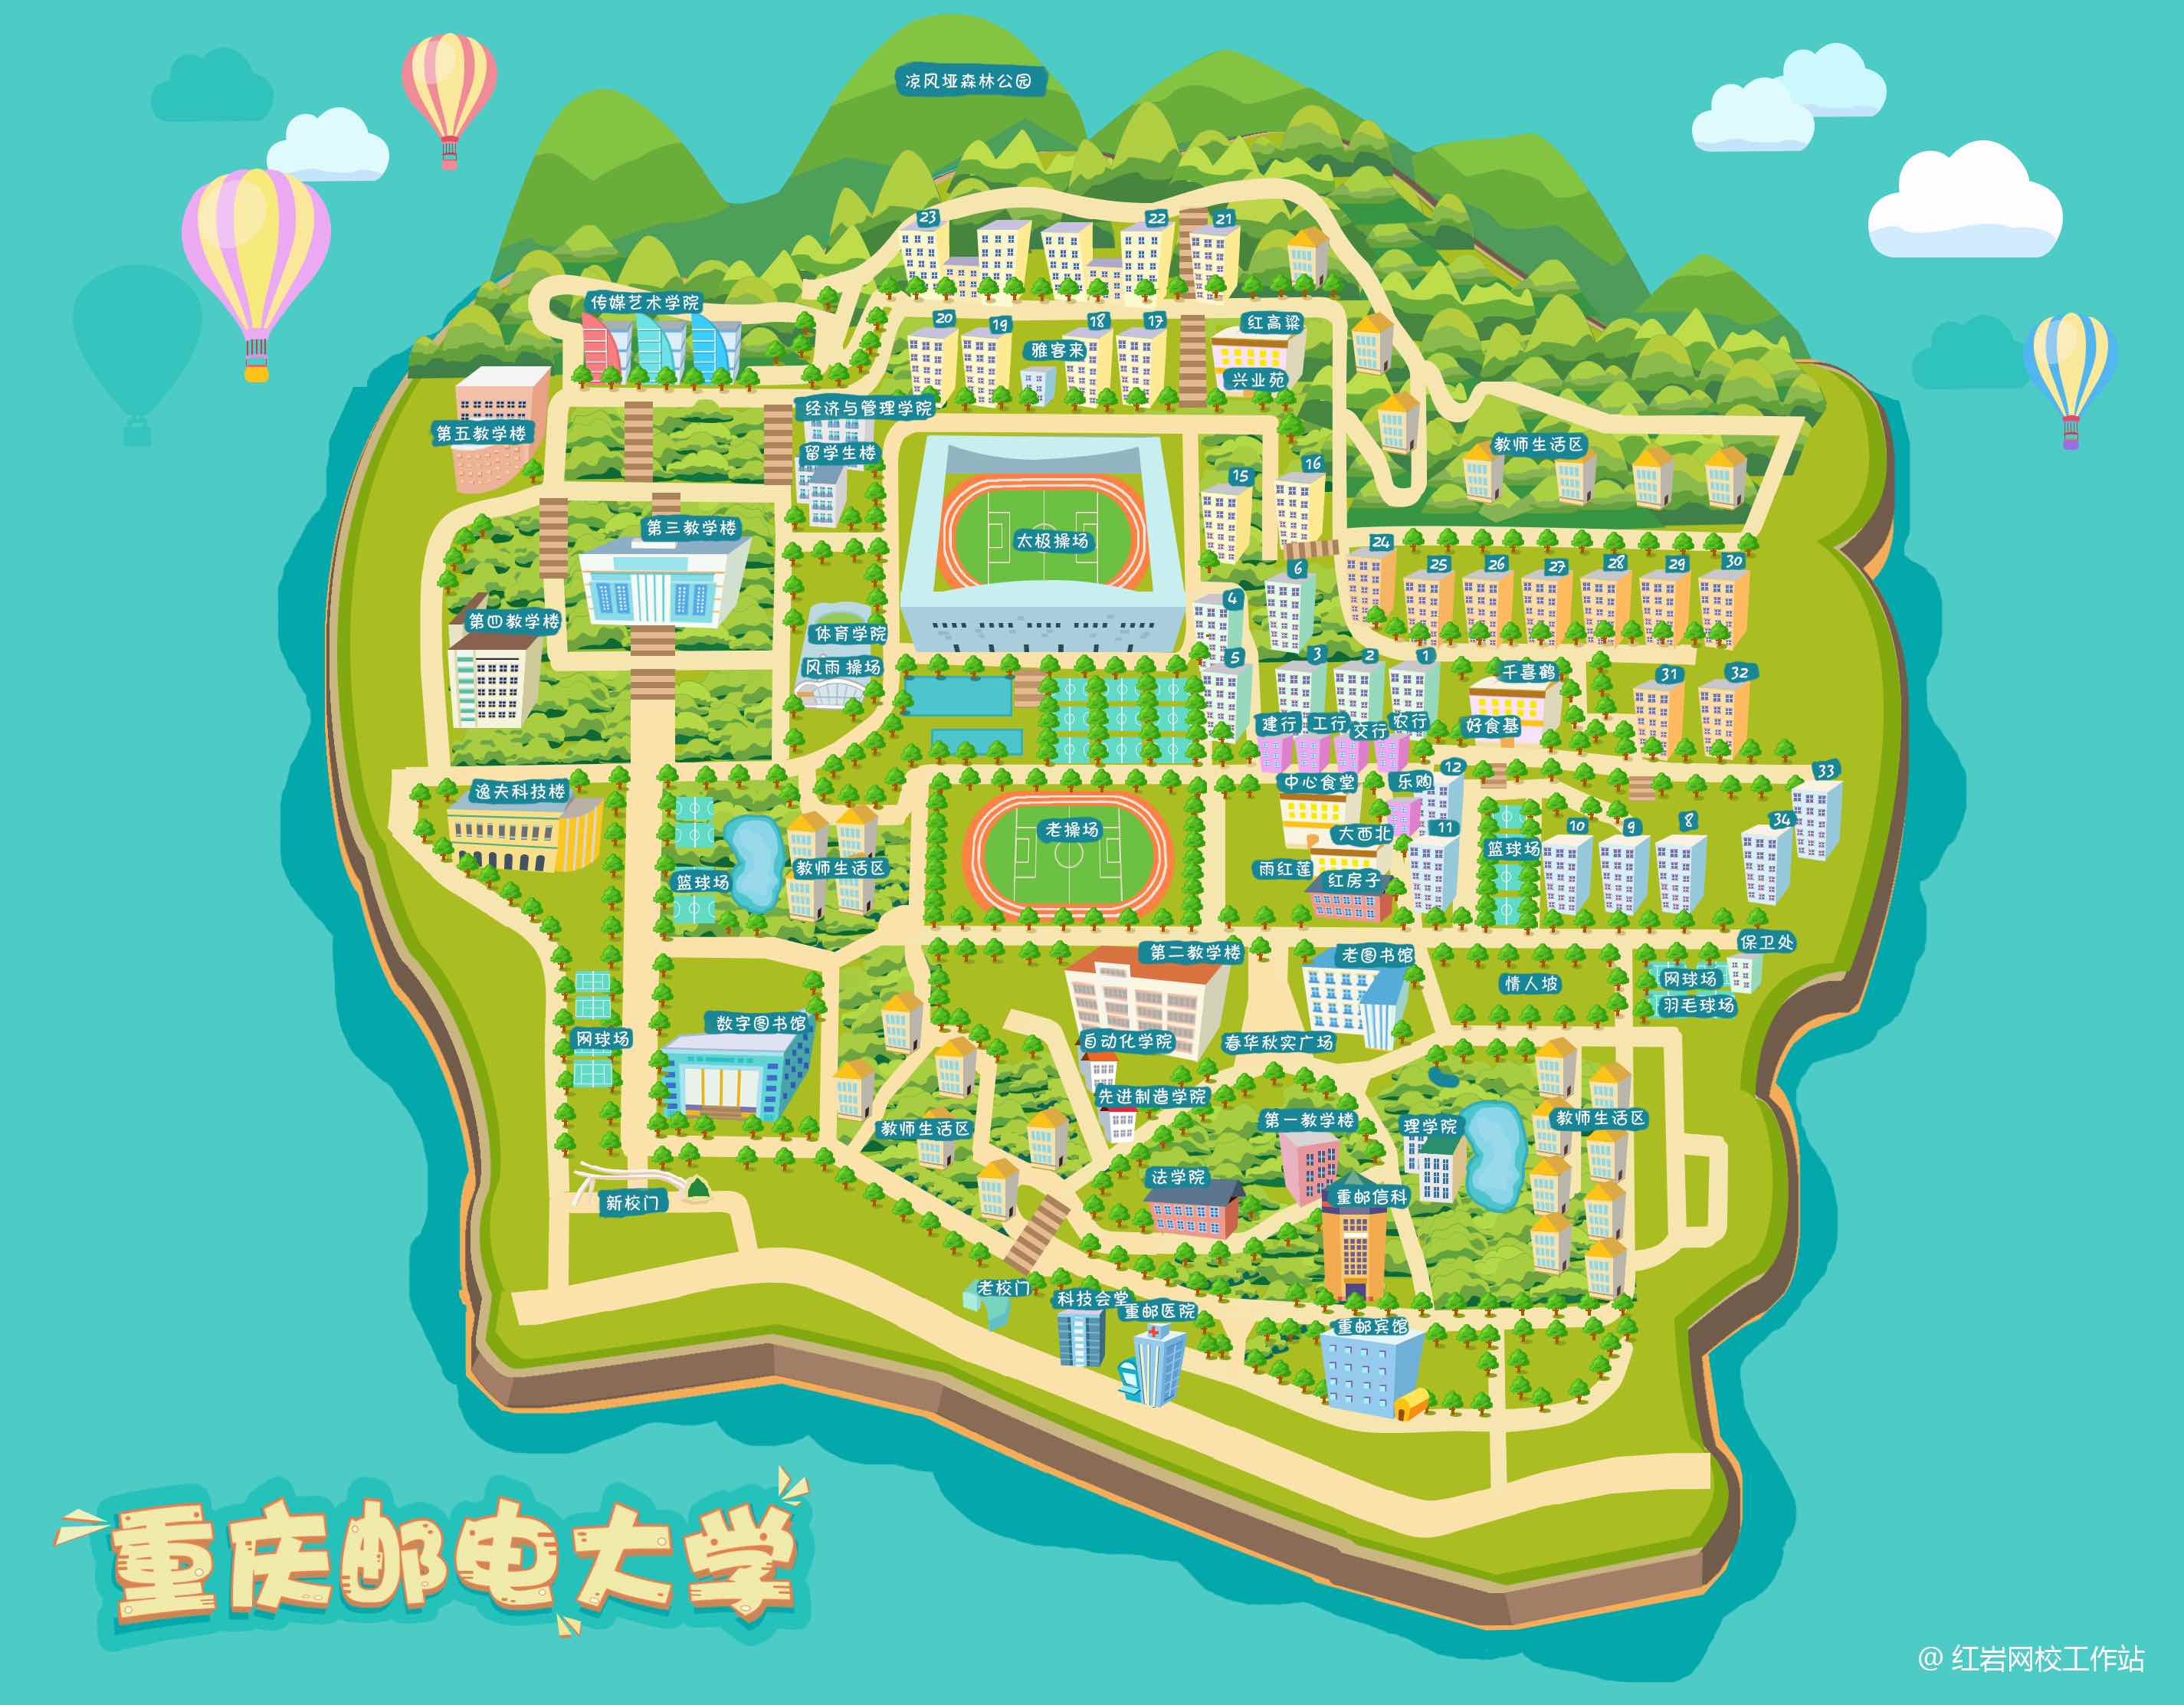 凉风垭森林公园
23
22
21
传媒艺术学院
20
19
18
17
红高粱
雅客来
兴业苑
经济与管理学院
第五教学楼
留学生楼
教师生活区
15
16
第三教学楼
太极操场
24
25
26
27
28
29
30
6
4
第四教学楼
体育学院
风雨操场
5
3
2
1
千喜鹤
31
32
建行
工行
交行
农行
好食基
逸夫科技楼
中心食堂
乐购
12
33
老操场
大西北
11
篮球场
10
9
8
34
教师生活区
篮球场
雨红莲
红房子
第二教学楼
老图书馆
保卫处
情人坡
网球场
羽毛球场
数字图书馆
网球场
自动化学院
春华秋实广场
先进制造学院
教师生活区
第一教学楼
理学院
教师生活区
法学院
重邮信科
新校门
老校门
科技会堂
重邮医院
重邮宾馆
重庆邮电大学
@ 红岩网校工作站